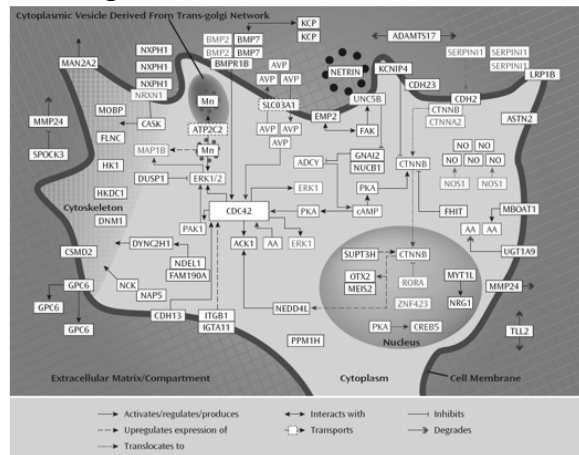 Cytoplasmic Vesicle Derived From Trans-golgi Network
KCP
BMP2 BMP7
KCP
BMP2 BMP7
BMPR1B
ADAMTS17
NXPH1
NXPH1
NXPH1
NRXN1
MAN2A2
AVP
AVP AVP
SLC03A1
AVP AVP
AVP
NETRIN
KCNIP4
CDH23
SERPINI1
SERPINI1
SERPINI1
LRP1B
UNC5B
CDH2
CTNNB
CTNNA2
Mn
ATP2C2
Mn
MOBP
CASK
EMP2
FAK
ASTN2
MMP24
FLNC
MAP1B
SPOCK3
HK1
DUSP1
ERK1/2
GNAI2
NUCB1
ADCY
CTNNB
NO NO
NO NO NO
NOS1 NOS1
HKDC1
ERK1
PKA
PKA
cAMP
FHIT
MBOAT1
AA AA
UGT1A9
Cytoskeleton
DNM1
PAK1
CDC42
ACK1
AA
ERK1
DYNC2H1
CSMD2
NDEL1
FAM190A
SUPT3H
CTNNB
OTX2
MEIS2
RORA
MYT1L
MMP24
GPC6
NCK
NAP5
GPC6
GPC6
CDH13
ITGB1
IGTA11
NEDD4L
ZNF423
NRG1
PKA
CREB5
Nucleus
PPM1H
TLL2
Extracellular Matrix/Compartment
Cytoplasm
Cell Membrane
Activates/regulates/produces
Interacts with
Inhibits
Upregulates expression of
Transports
Degrades
Translocates to